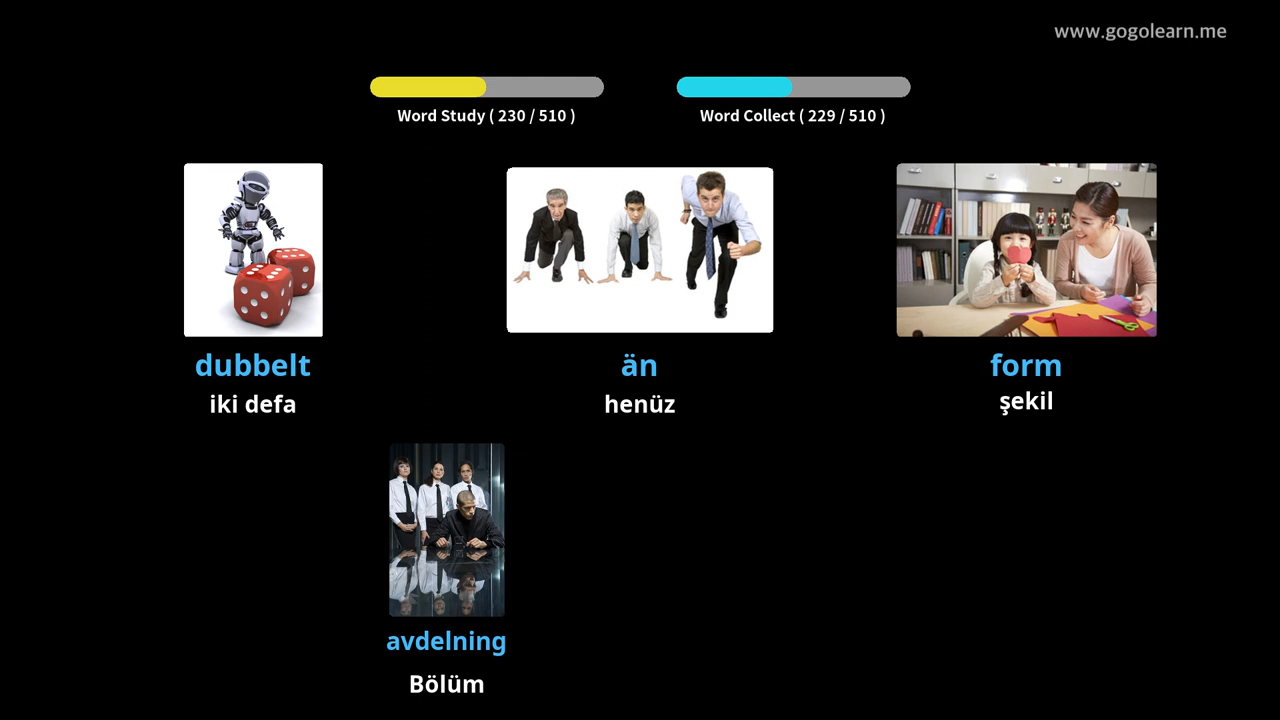 www.gogolearn.me
Word Study ( 230 / 510 )
Word Collect ( 229 / 510 )
dubbelt
iki defa
än
henüz
form
şekil
avdelning
Bölüm